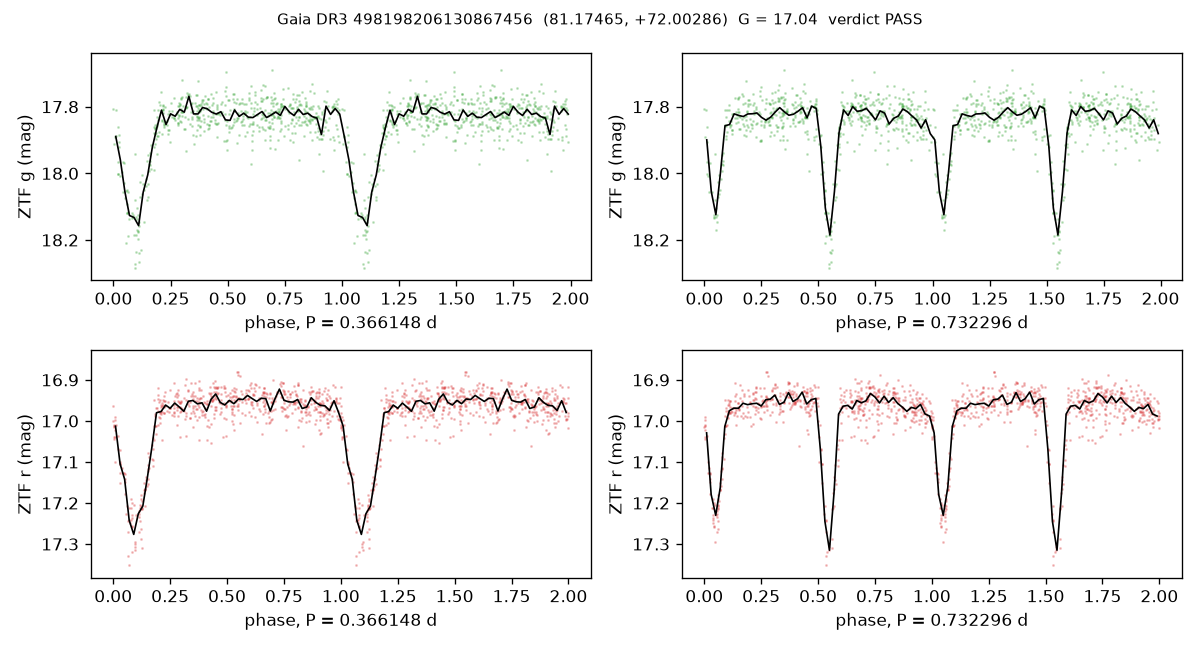 Gaia DR3 498198206130867456  (81.17465, +72.00286)  G = 17.04  verdict PASS
ZTF g (mag)
17.8
18.0
18.2
0.00 0.25 0.50 0.75 1.00 1.25 1.50 1.75 2.00
phase, P = 0.366148 d
ZTF g (mag)
17.8
18.0
18.2
0.00 0.25 0.50 0.75 1.00 1.25 1.50 1.75 2.00
phase, P = 0.732296 d
ZTF r (mag)
16.9
17.0
17.1
17.2
17.3
0.00 0.25 0.50 0.75 1.00 1.25 1.50 1.75 2.00
phase, P = 0.366148 d
ZTF r (mag)
16.9
17.0
17.1
17.2
17.3
0.00 0.25 0.50 0.75 1.00 1.25 1.50 1.75 2.00
phase, P = 0.732296 d